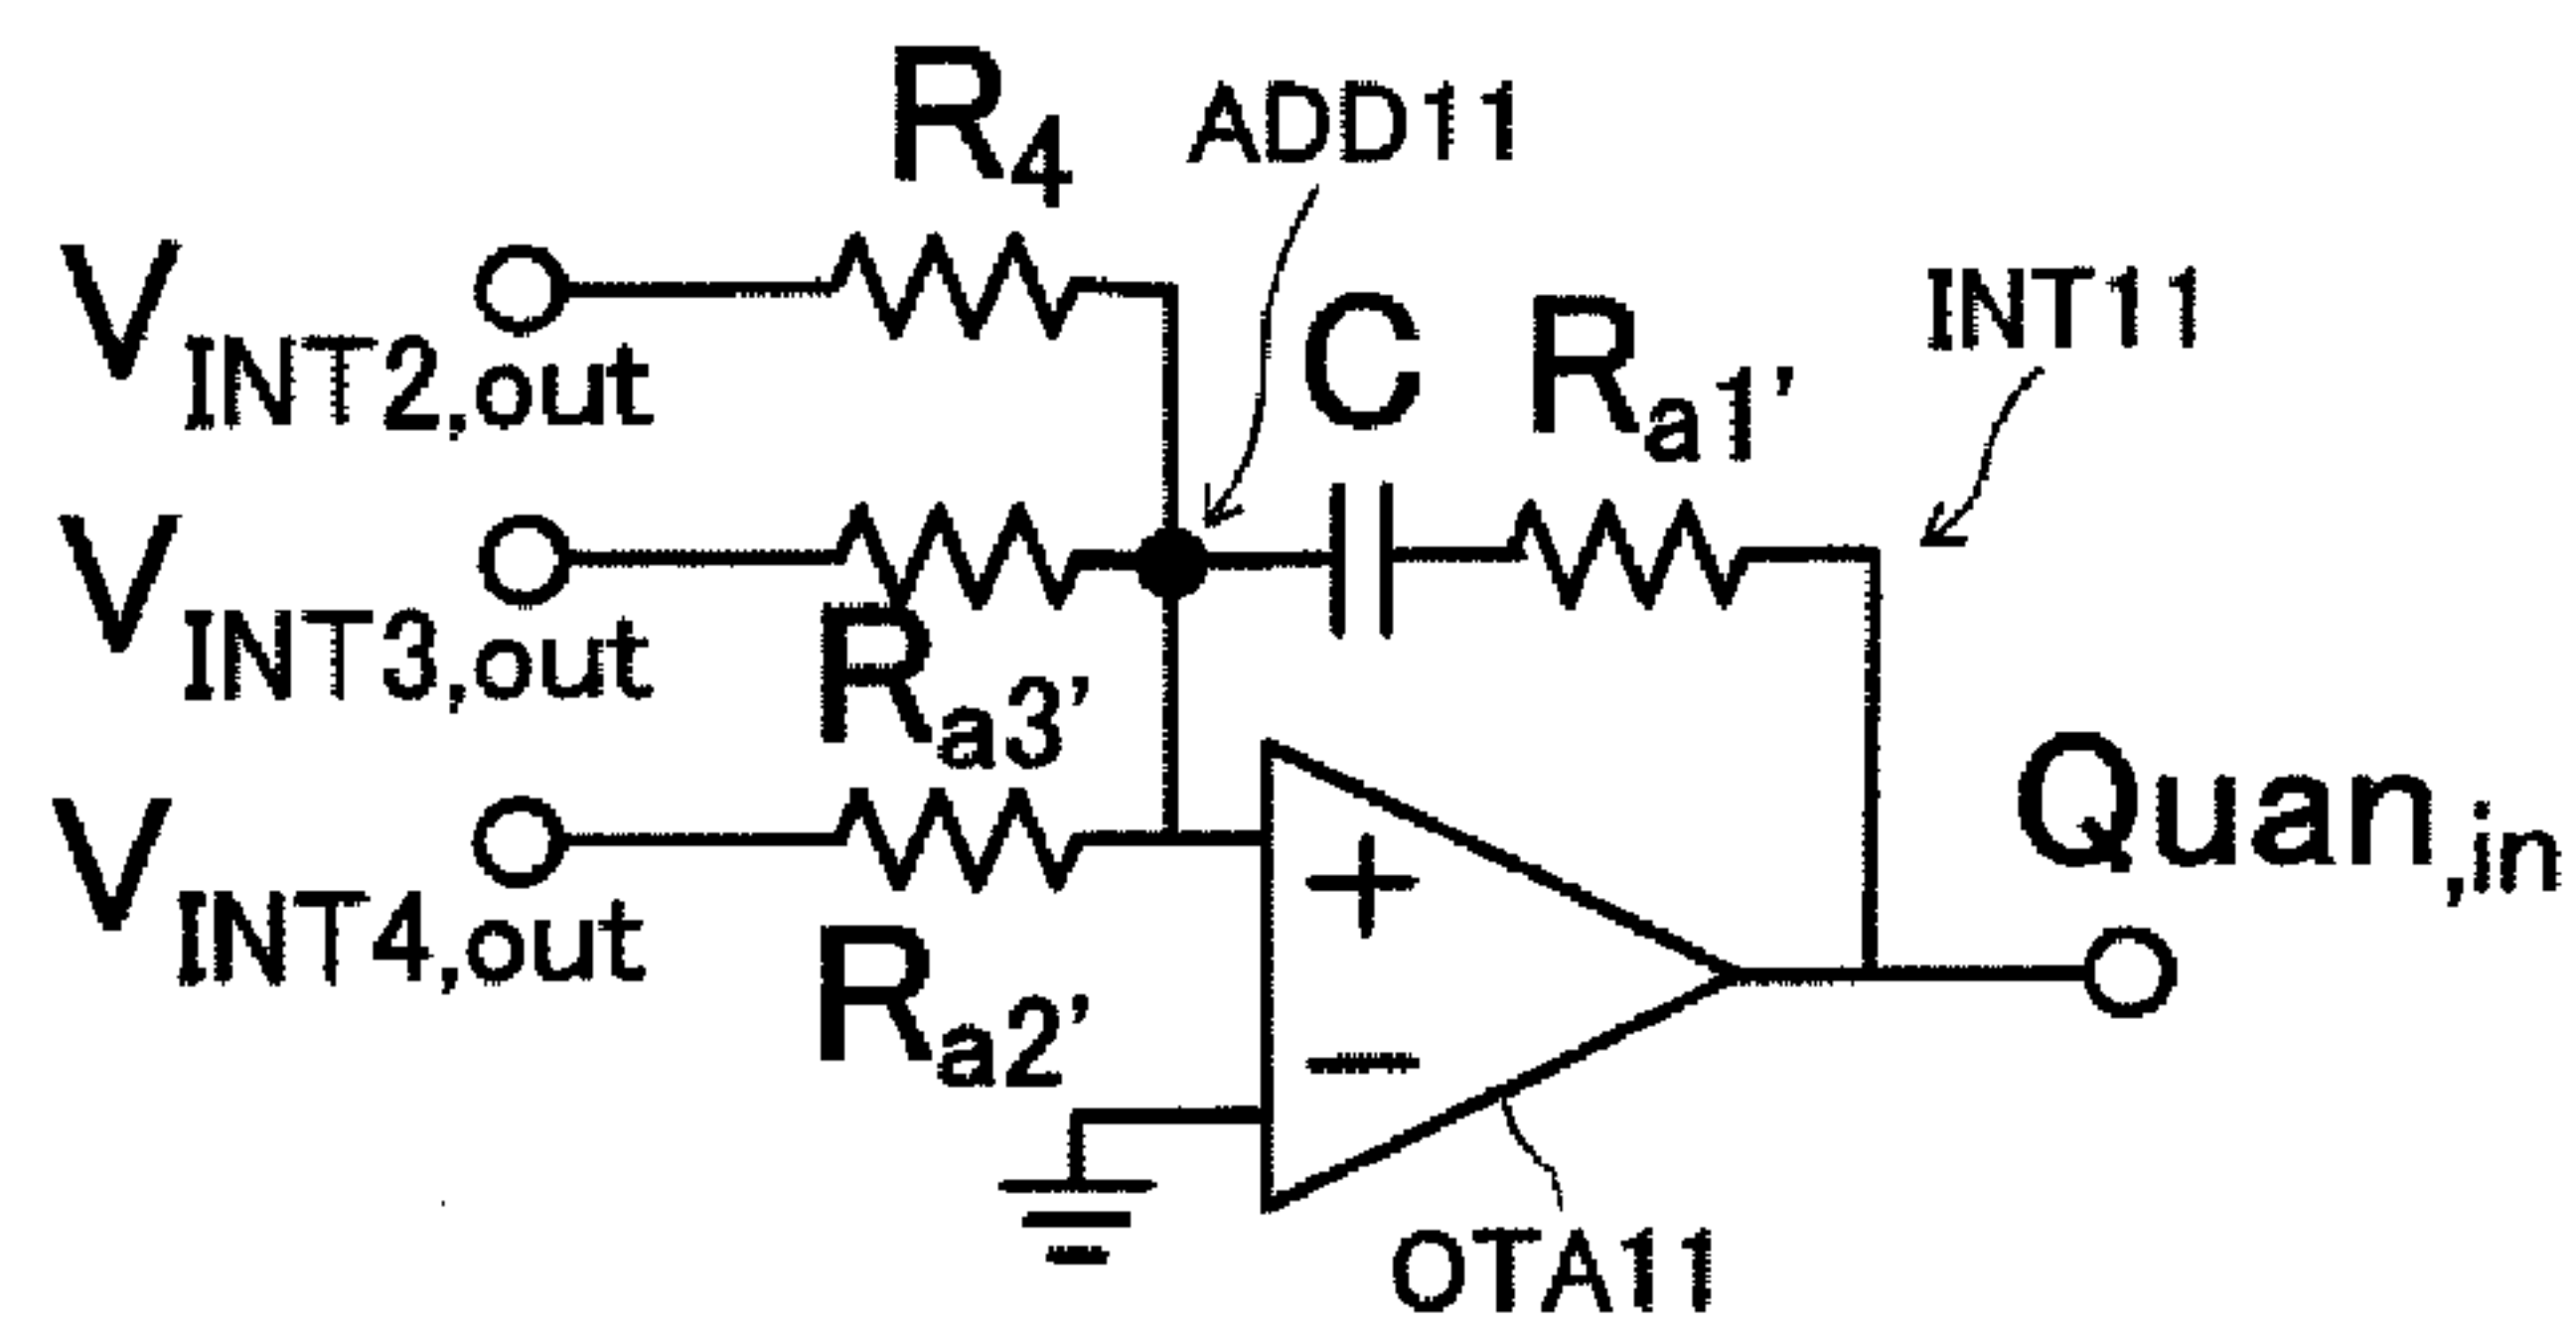 R4
ADD11
VINT2,out
C
Ra1'
INT11
VINT3,out
Ra3'
VINT4,out
Ra2'
+
−
Quan,in
OTA11